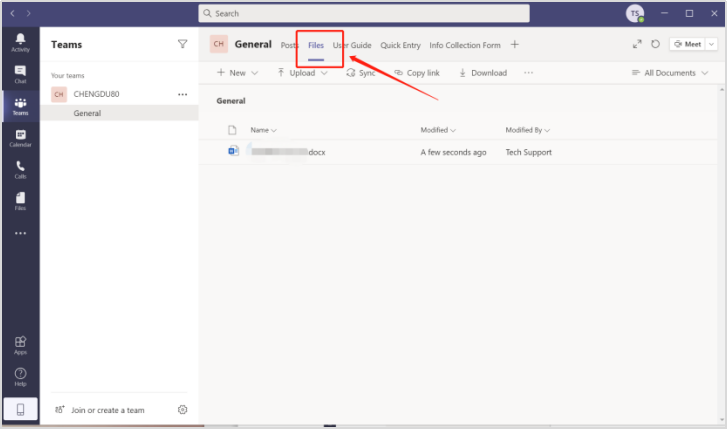 Search
TS
Activity
Chat
Teams
Calendar
Calls
Files
Apps
Help
Teams
Your teams
CH CHENGDU80
General
Join or create a team
CH General Posts Files User Guide Quick Entry Info Collection Form Meet
New Upload Sync Copy link Download All Documents
General
Name Modified Modified By
docx A few seconds ago Tech Support